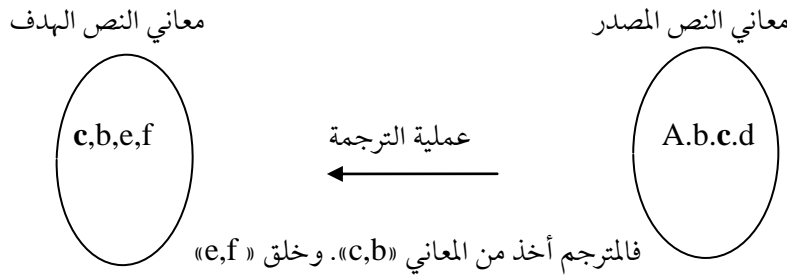 معاني النص المصدر
معاني النص الهدف
A.b.c.d
عملية الترجمة
c,b,e,f
فالمترجم أخذ من المعاني «c,b». وخلق « e,f»